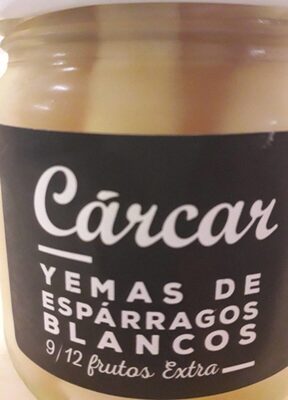 Cárcar
YEMAS DE
ESPÁRRAGOS
BLANCOS
9/12 frutos Extra